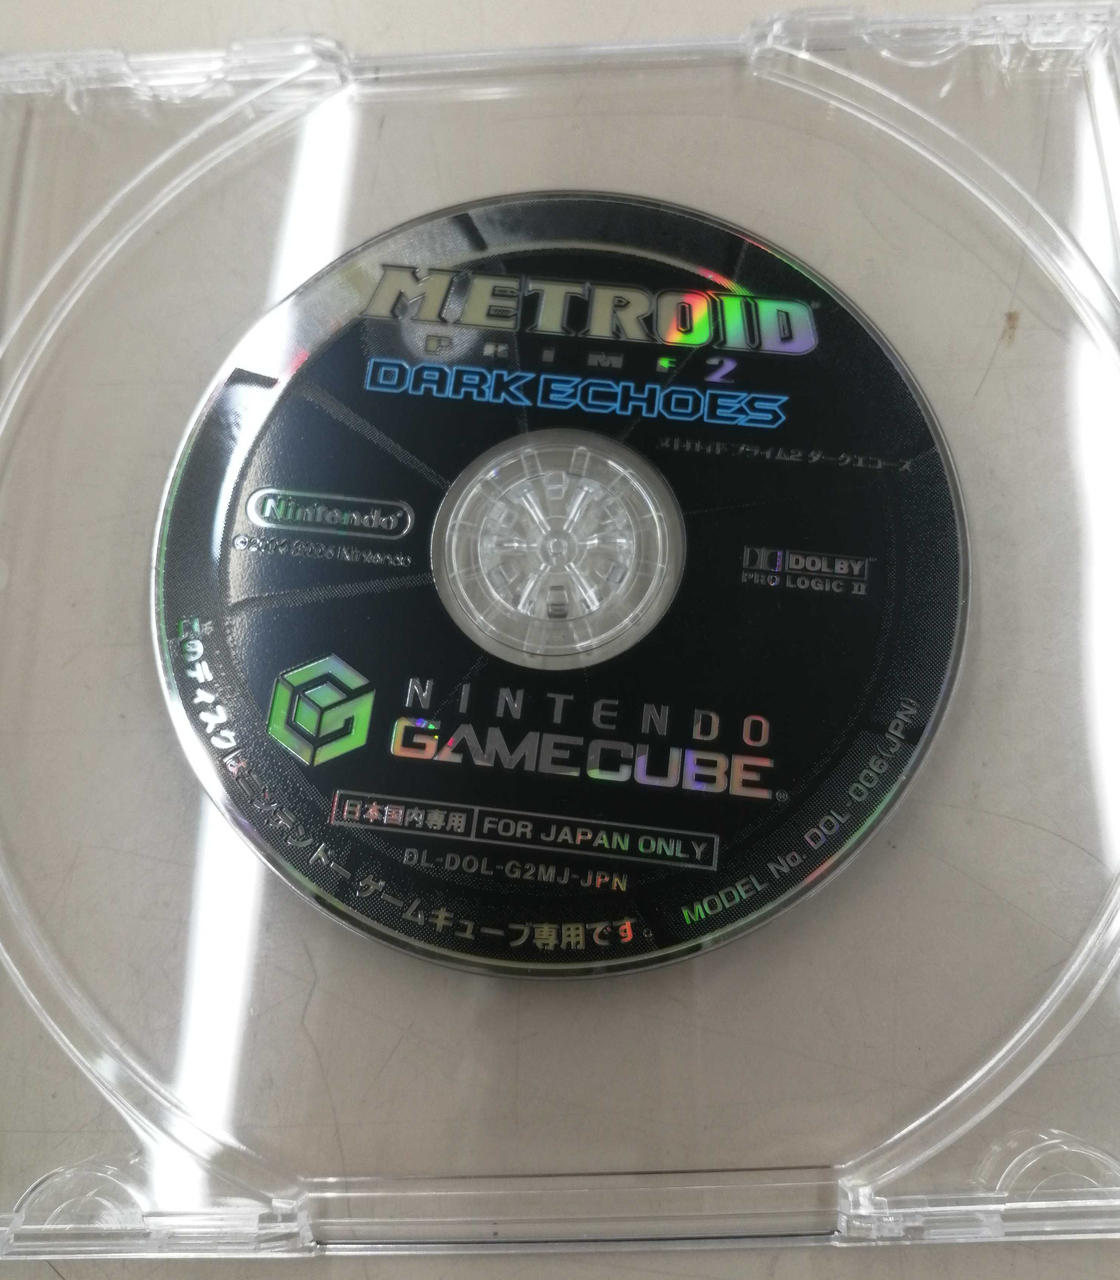 METROID
PRIME 2
DARK ECHOES
メトロイド プライム2 ダークエコーズ
Nintendo
Nintendo
DOLBY
PRO LOGIC II
NINTENDO
GAMECUBE
日本国内専用 FOR JAPAN ONLY
DL-DOL-G2MJ-JPN
このディスクはニンテンドー ゲームキューブ専用です。
MODEL No. DOL-006(JPN)